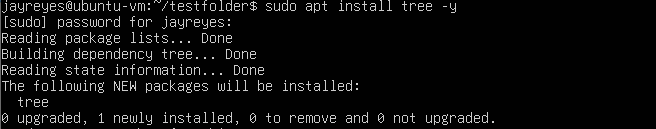 jayreyes@ubuntu-vm:~/testfolder$ sudo apt install tree -y
[sudo] password for jayreyes:
Reading package lists... Done
Building dependency tree... Done
Reading state information... Done
The following NEW packages will be installed:
  tree
0 upgraded, 1 newly installed, 0 to remove and 0 not upgraded.